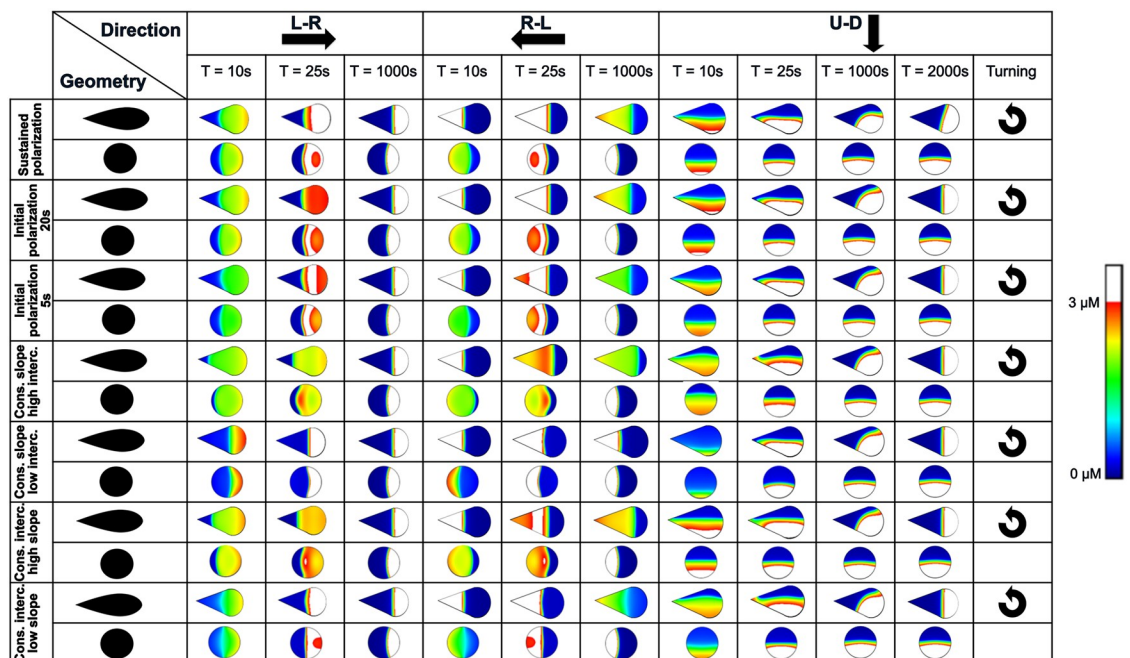 Direction
L-R
R-L
U-D
Geometry
T = 10s
T = 25s
T = 1000s
T = 10s
T = 25s
T = 1000s
T = 10s
T = 25s
T = 1000s
T = 2000s
Turning
Sustained
polarization
Initial
polarization
20s
Initial
polarization
5s
Cons. slope
high interc.
Cons. slope
low interc.
Cons. interc.
high slope
Cons. interc.
low slope
3 µM
0 µM